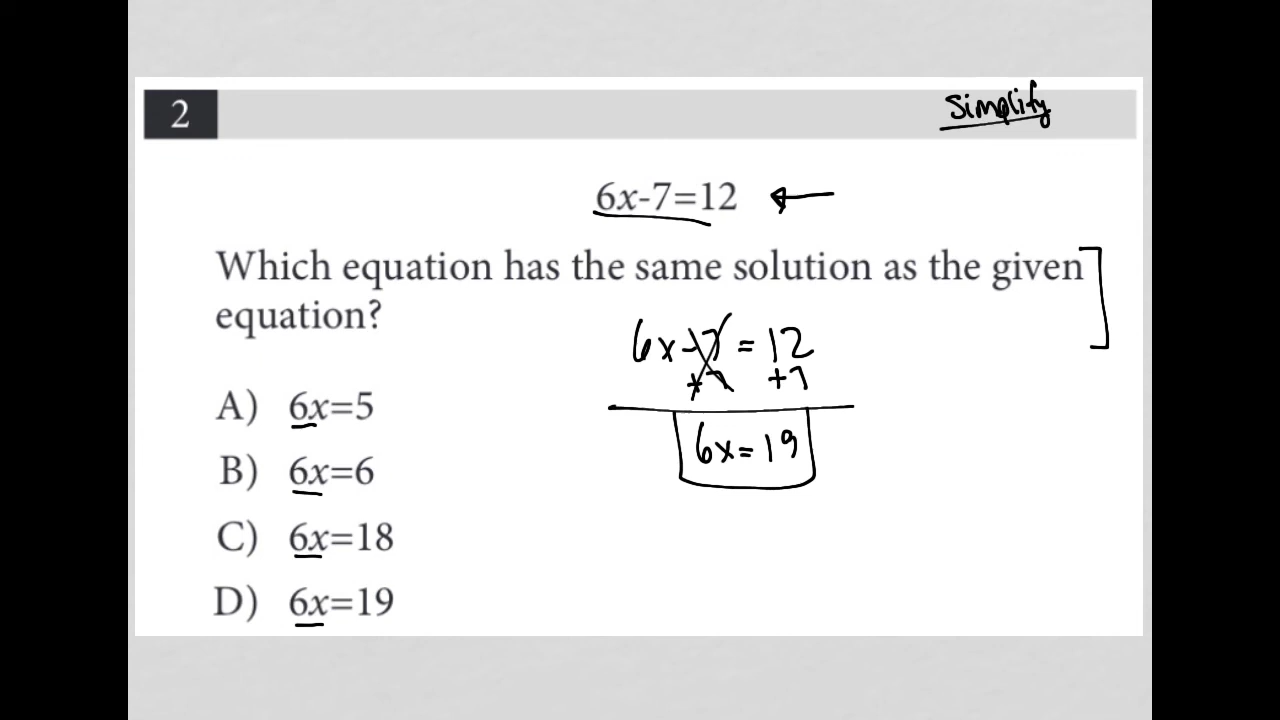 2
Simplify
6x-7=12
Which equation has the same solution as the given
equation?
6x-7 = 12
+7 +7
6x = 19
A) 6x=5
B) 6x=6
C) 6x=18
D) 6x=19